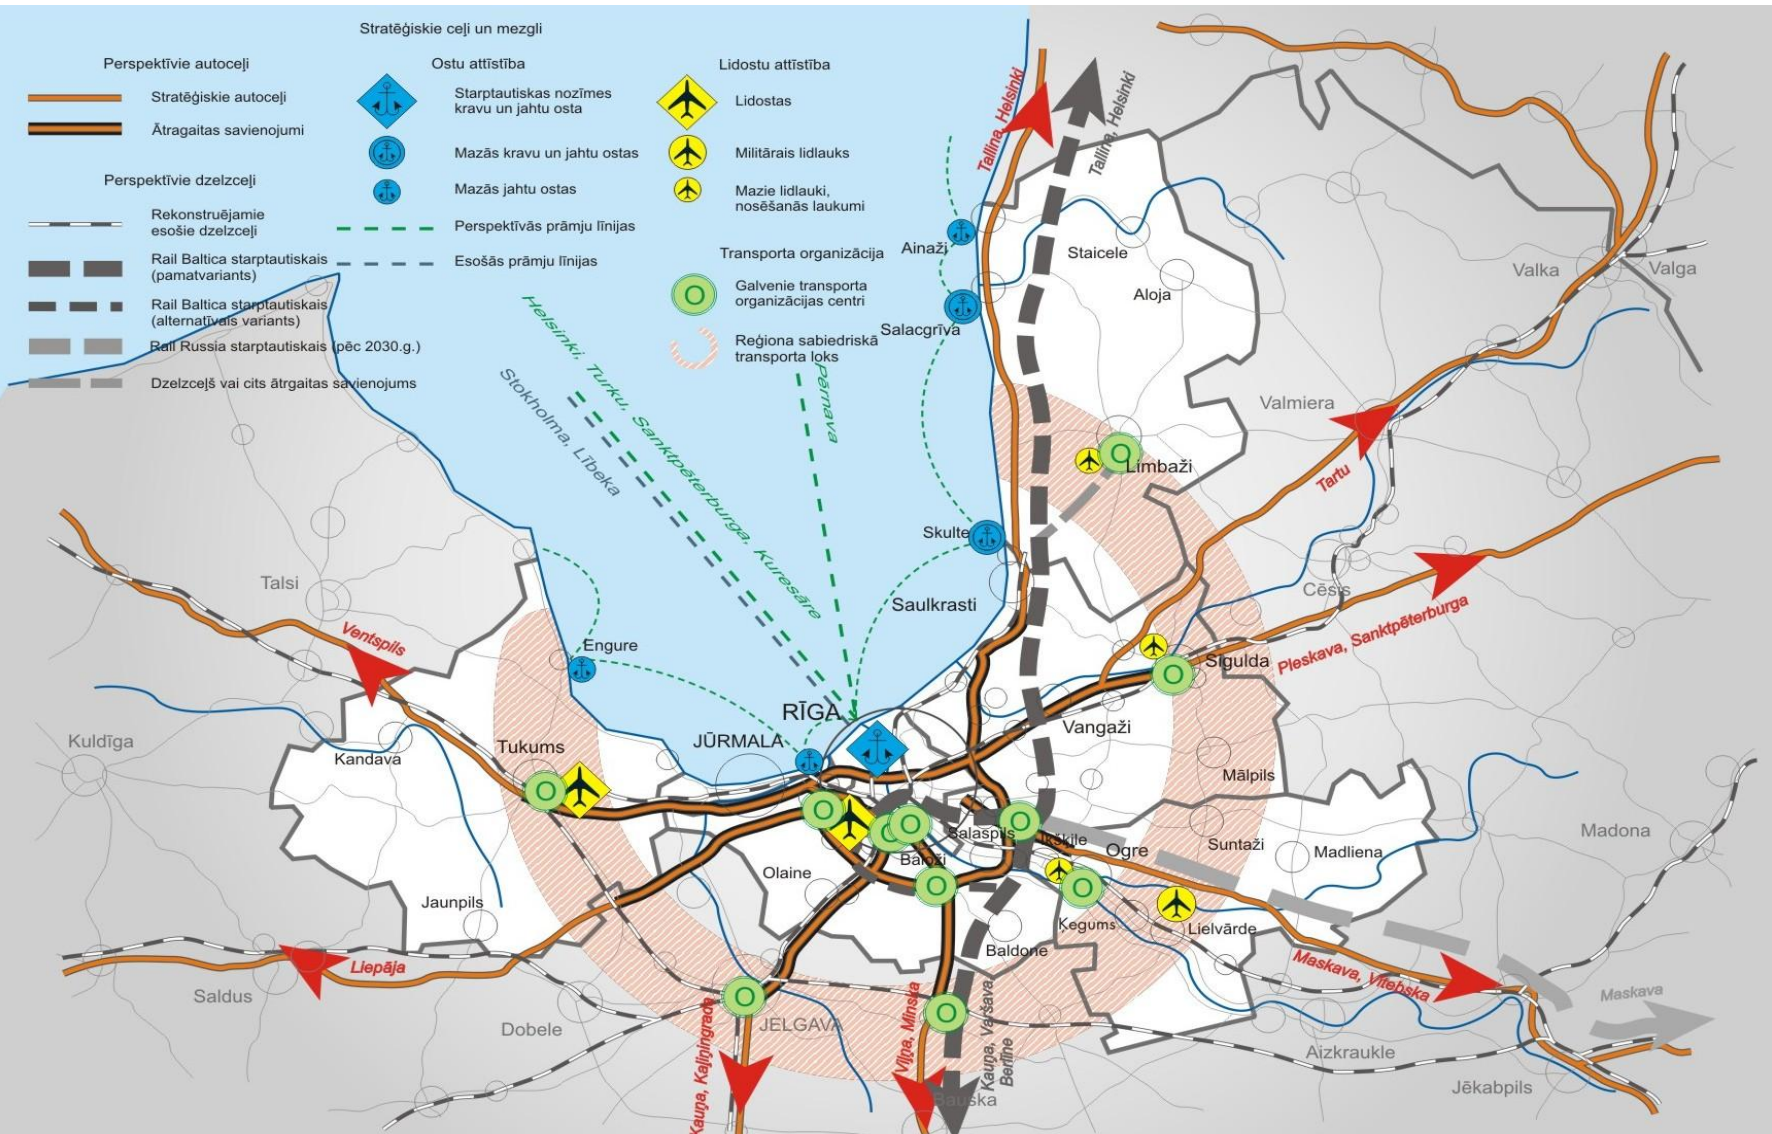 Stratēģiskie ceļi un mezgli
Perspektīvie autoceļi
Stratēģiskie autoceļi
Ātragaitas savienojumi
Perspektīvie dzelzceļi
Rekonstruējamie
esošie dzelzceļi
Rail Baltica starptautiskais
(pamatvariants)
Rail Baltica starptautiskais
(alternatīvais variants)
Rail Russia starptautiskais (pēc 2030.g.)
Dzelzceļš vai cits ātrgaitas savienojums
Ostu attīstība
Starptautiskas nozīmes
kravu un jahtu osta
Mazās kravu un jahtu ostas
Mazās jahtu ostas
Perspektīvās prāmju līnijas
Esošās prāmju līnijas
Lidostu attīstība
Lidostas
Militārais lidlauks
Mazie lidlauki,
nosēšanās laukumi
Transporta organizācija
Galvenie transporta
organizācijas centri
Reģiona sabiedriskā
transporta loks
Tallina, Helsinki
Tallina, Helsinki
Helsinki, Turku, Sanktpēterburga, Kuresāre
Stokholma, Lībeka
Pērnava
Ainaži
Staicele
Aloja
Salacgrīva
Valka
Valga
Valmiera
Limbaži
Tartu
Skulte
Saulkrasti
Cēsis
Pleskava, Sanktpēterburga
Sigulda
Talsi
Ventspils
Engure
RĪGA
JŪRMALA
Vangaži
Kuldīga
Kandava
Tukums
Mālpils
Salaspils
Ikšķile
Ogre
Suntaži
Madliena
Madona
Baloži
Olaine
Jaunpils
Ķegums
Lielvārde
Baldone
Liepāja
Saldus
Maskava, Vitebska
Maskava
Dobele
JELGAVA
Kauņa, Kaļiņingrada
Viļņa, Minska
Kauņa, Varšava,
Berlīne
Bauska
Aizkraukle
Jēkabpils